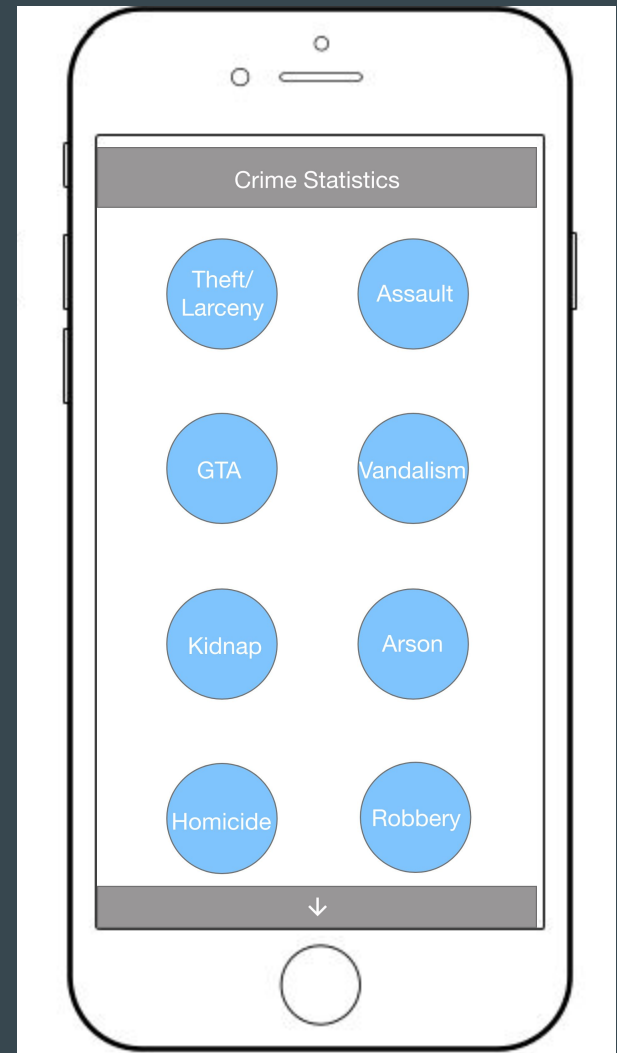 Crime Statistics
Theft/
Larceny
Assault
GTA
Vandalism
Kidnap
Arson
Homicide
Robbery